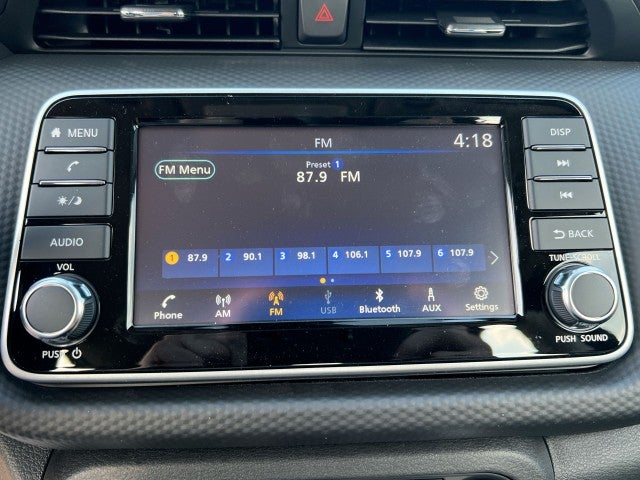 MENU
DISP
FM
4:18
FM Menu
Preset 1
87.9 FM
AUDIO
BACK
1 87.9 2 90.1 3 98.1 4 106.1 5 107.9 6 107.9
VOL
TUNE/SCROLL
Phone AM FM USB Bluetooth AUX Settings
PUSH
PUSH SOUND